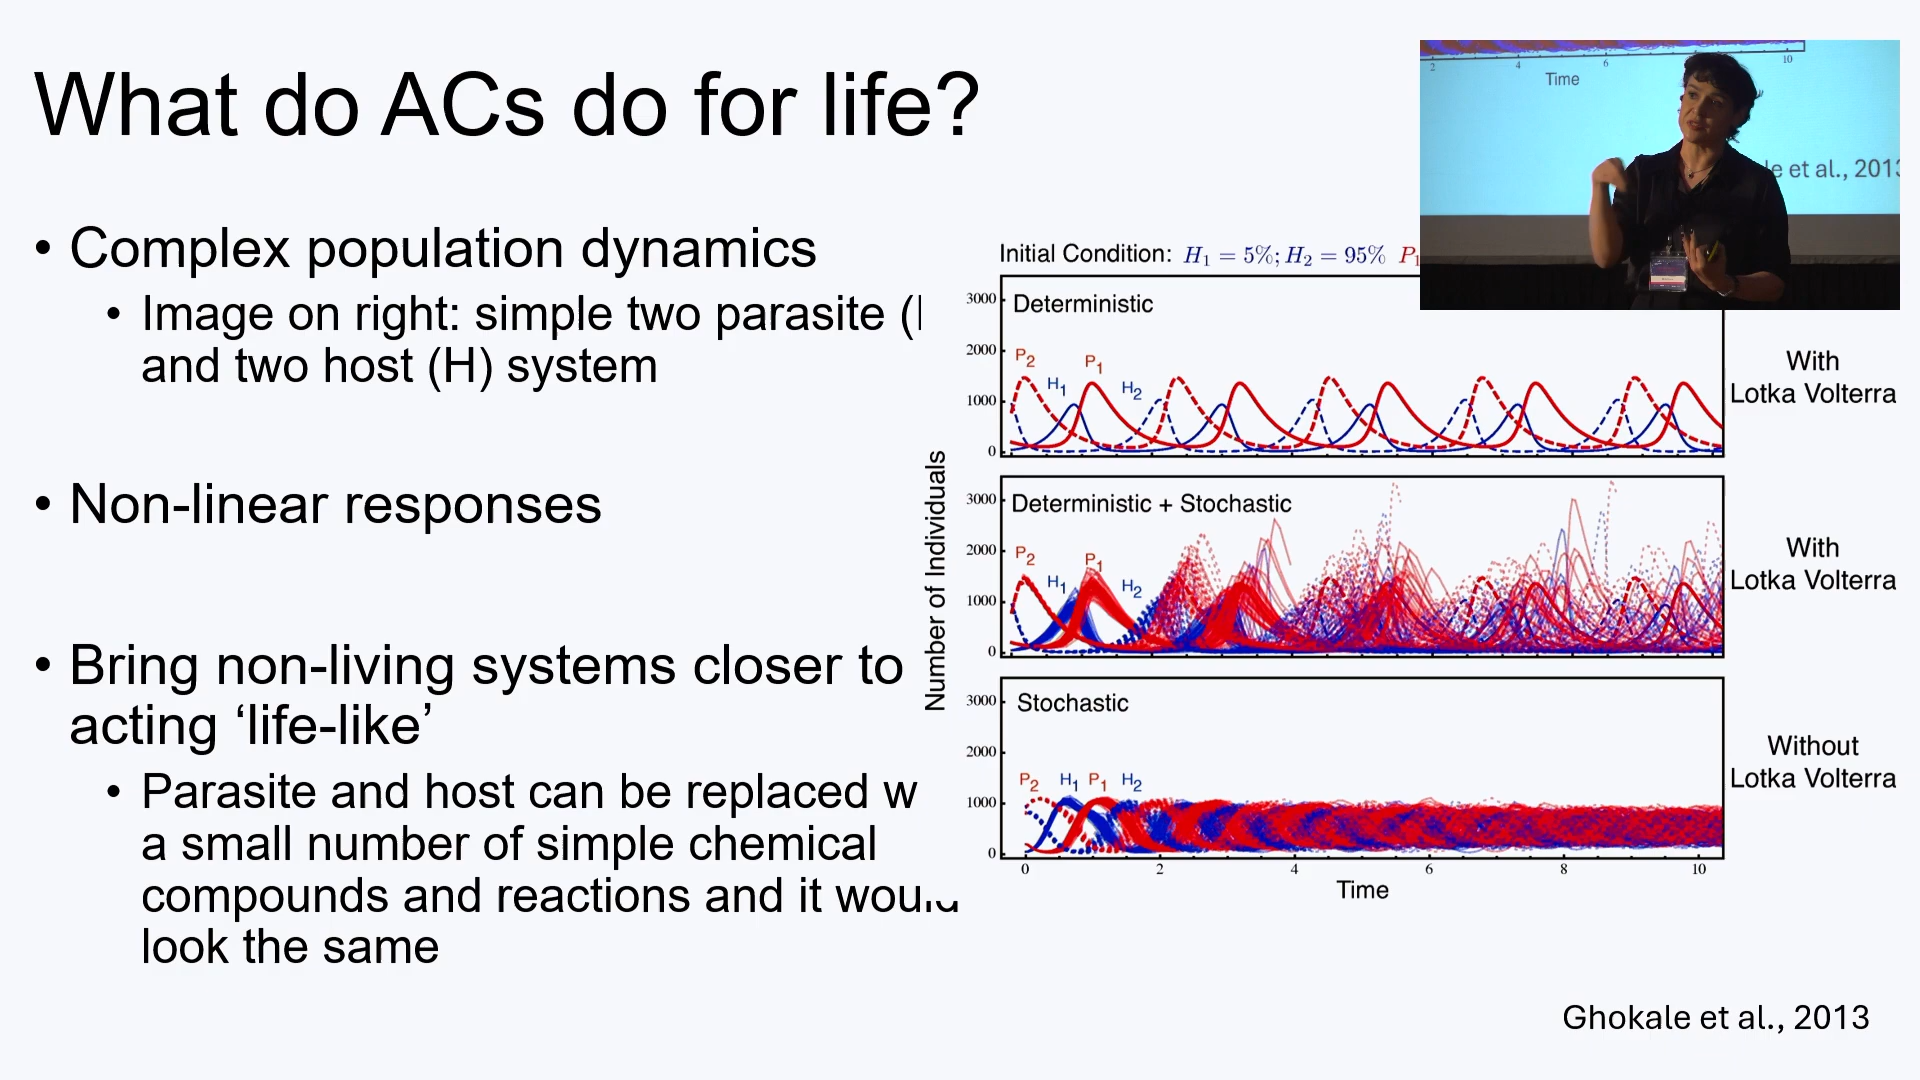 What do ACs do for life?
• Complex population dynamics
• Image on right: simple two parasite (
and two host (H) system
• Non-linear responses
• Bring non-living systems closer to
acting ‘life-like’
• Parasite and host can be replaced w
a small number of simple chemical
compounds and reactions and it would
look the same
2 4 6 10
Time
le et al., 2013
Initial Condition: H₁ = 5%; H₂ = 95% P₁
Number of Individuals
Deterministic
3000
2000
1000
0
P₂ H₁ P₁ H₂
With
Lotka Volterra
Deterministic + Stochastic
3000
2000
1000
0
P₂ H₁ P₁ H₂
With
Lotka Volterra
Stochastic
3000
2000
1000
0
P₂ H₁ P₁ H₂
Without
Lotka Volterra
0 2 4 6 8 10
Time
Ghokale et al., 2013